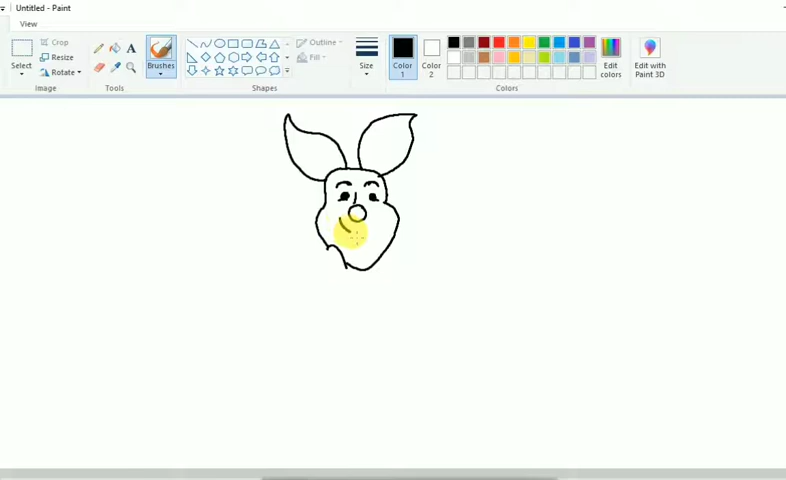 Untitled - Paint
View
Crop
Resize
Rotate
Select
Image
A
Tools
Brushes
Shapes
Outline
Fill
Size
Color
1
Color
2
Edit
colors
Edit with
Paint 3D
Colors